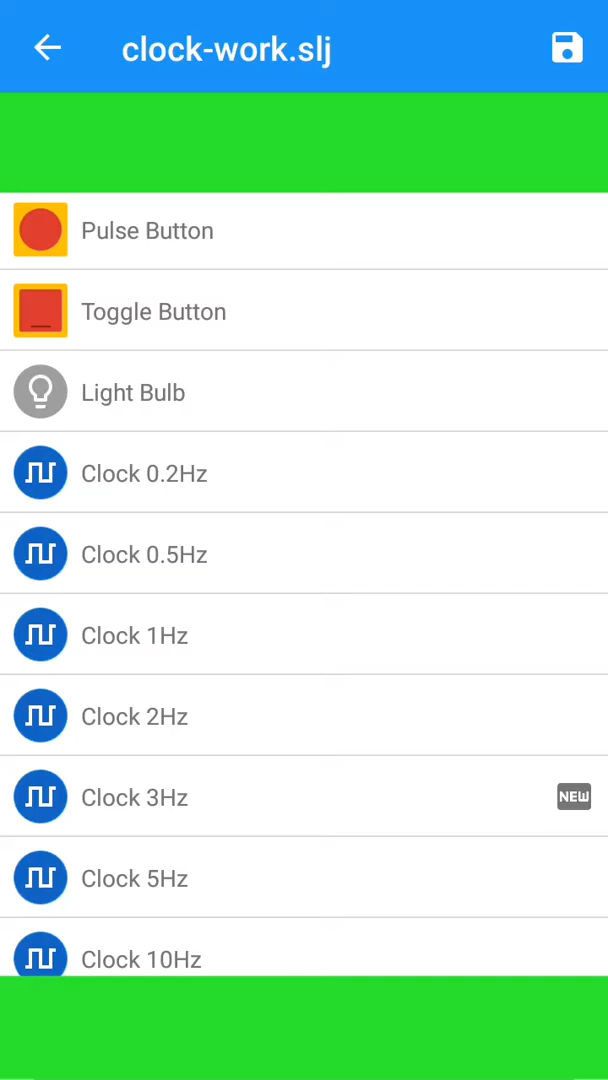 clock-work.slj
Pulse Button
Toggle Button
Light Bulb
Clock 0.2Hz
Clock 0.5Hz
Clock 1Hz
Clock 2Hz
Clock 3Hz NEW
Clock 5Hz
Clock 10Hz